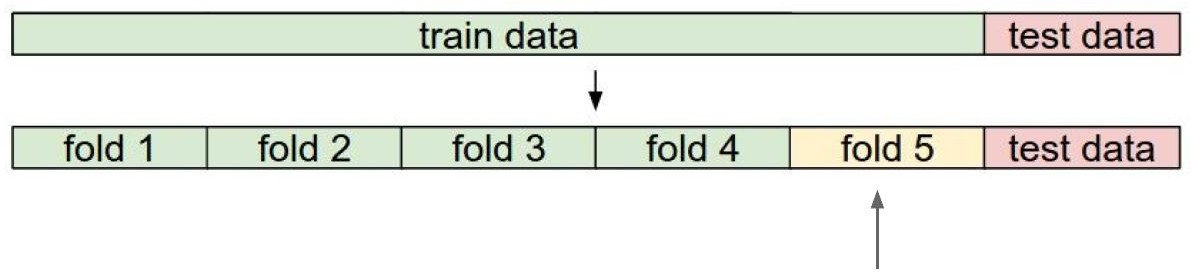 train data test data
fold 1 fold 2 fold 3 fold 4 fold 5 test data